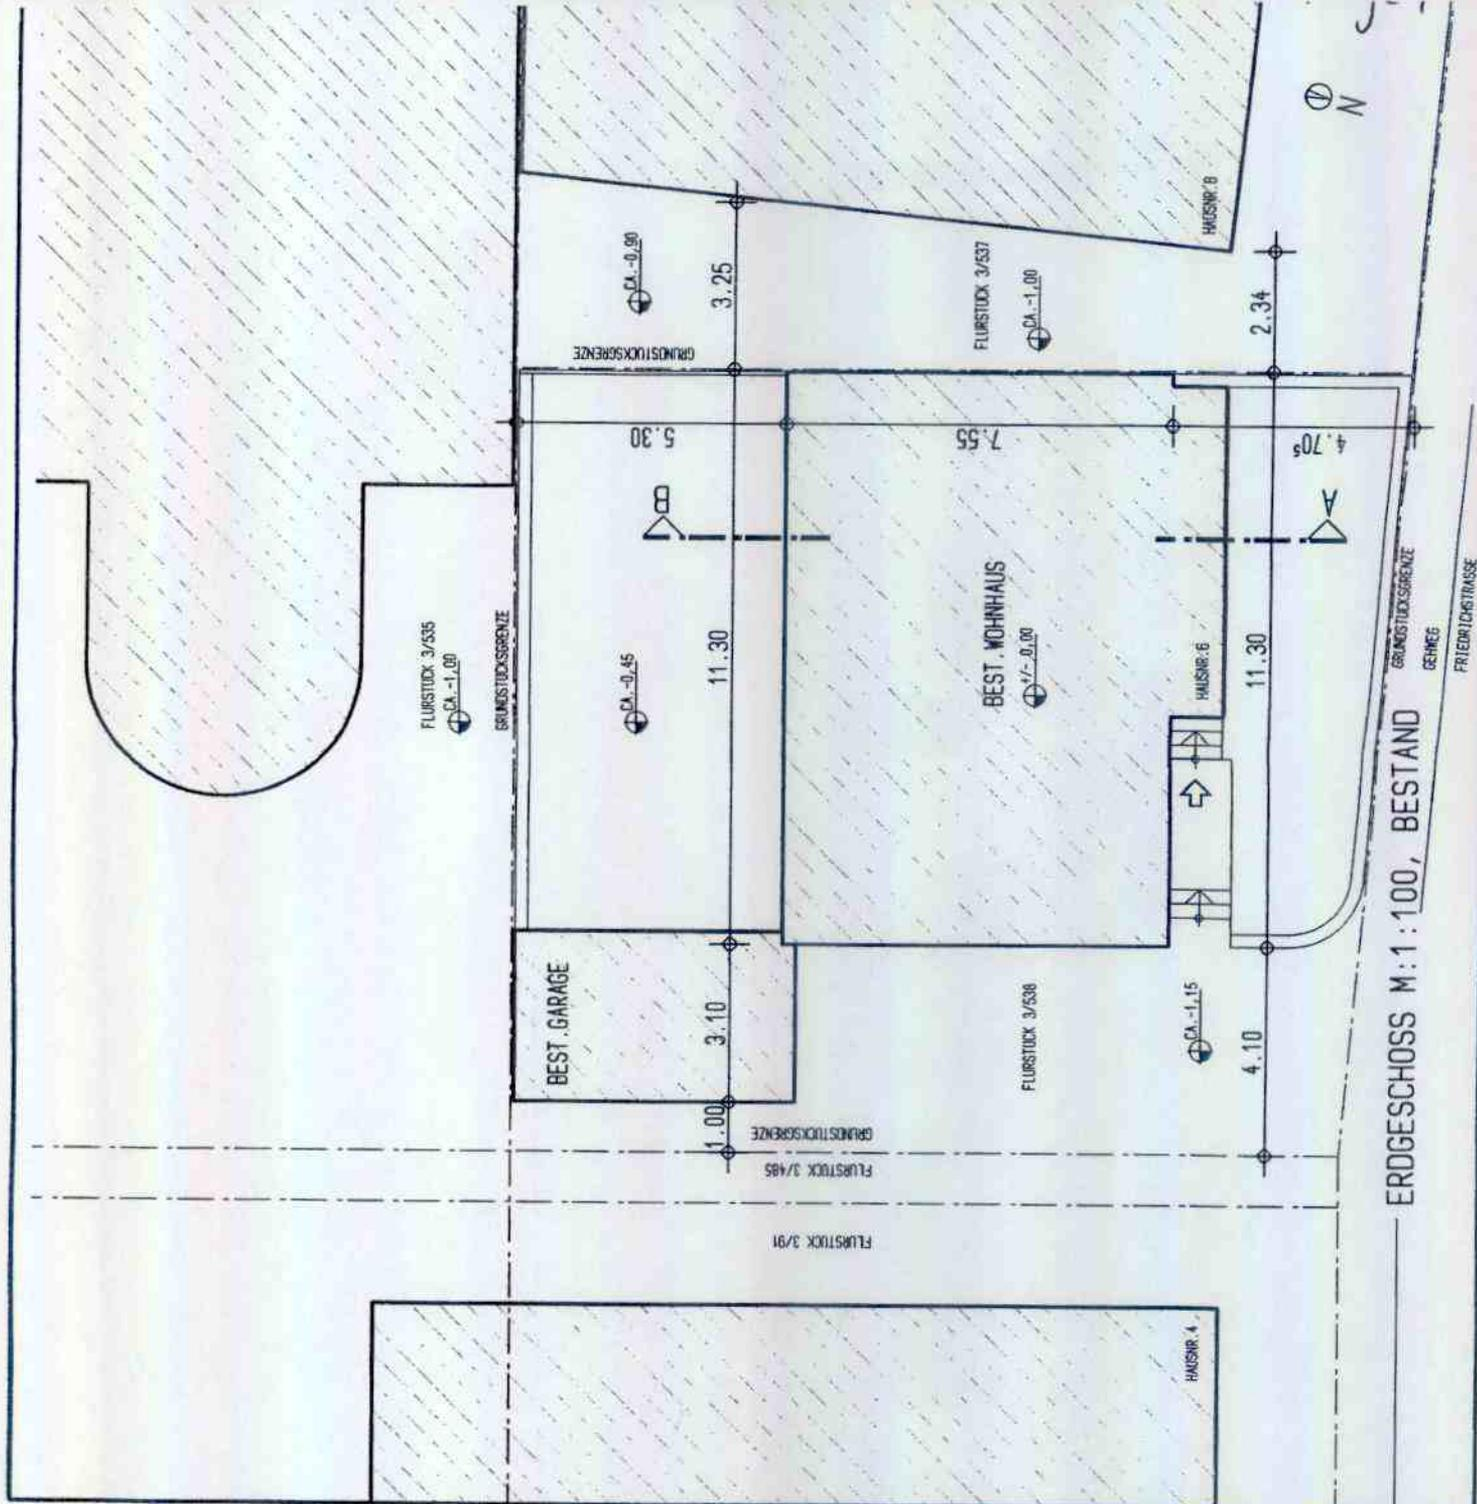 N
HAUSNR:8
CA.-0,90
3.25
FLURSTÜCK 3/537
CA.-1,00
2.34
GRUNDSTÜCKSGRENZE
5.30
7.55
4.70⁵
B
A
FLURSTÜCK 3/535
CA.-1,00
GRUNDSTÜCKSGRENZE
CA.-0,45
11.30
BEST.WOHNHAUS
+/-0,00
HAUSNR:6
11.30
GRUNDSTÜCKSGRENZE
GEHWEG
FRIEDRICHSTRASSE
BEST.GARAGE
3.10
FLURSTÜCK 3/538
CA.-1,15
4.10
1.00
GRUNDSTÜCKSGRENZE
FLURSTÜCK 3/485
FLURSTÜCK 3/91
HAUSNR.4
ERDGESCHOSS M:1:100, BESTAND